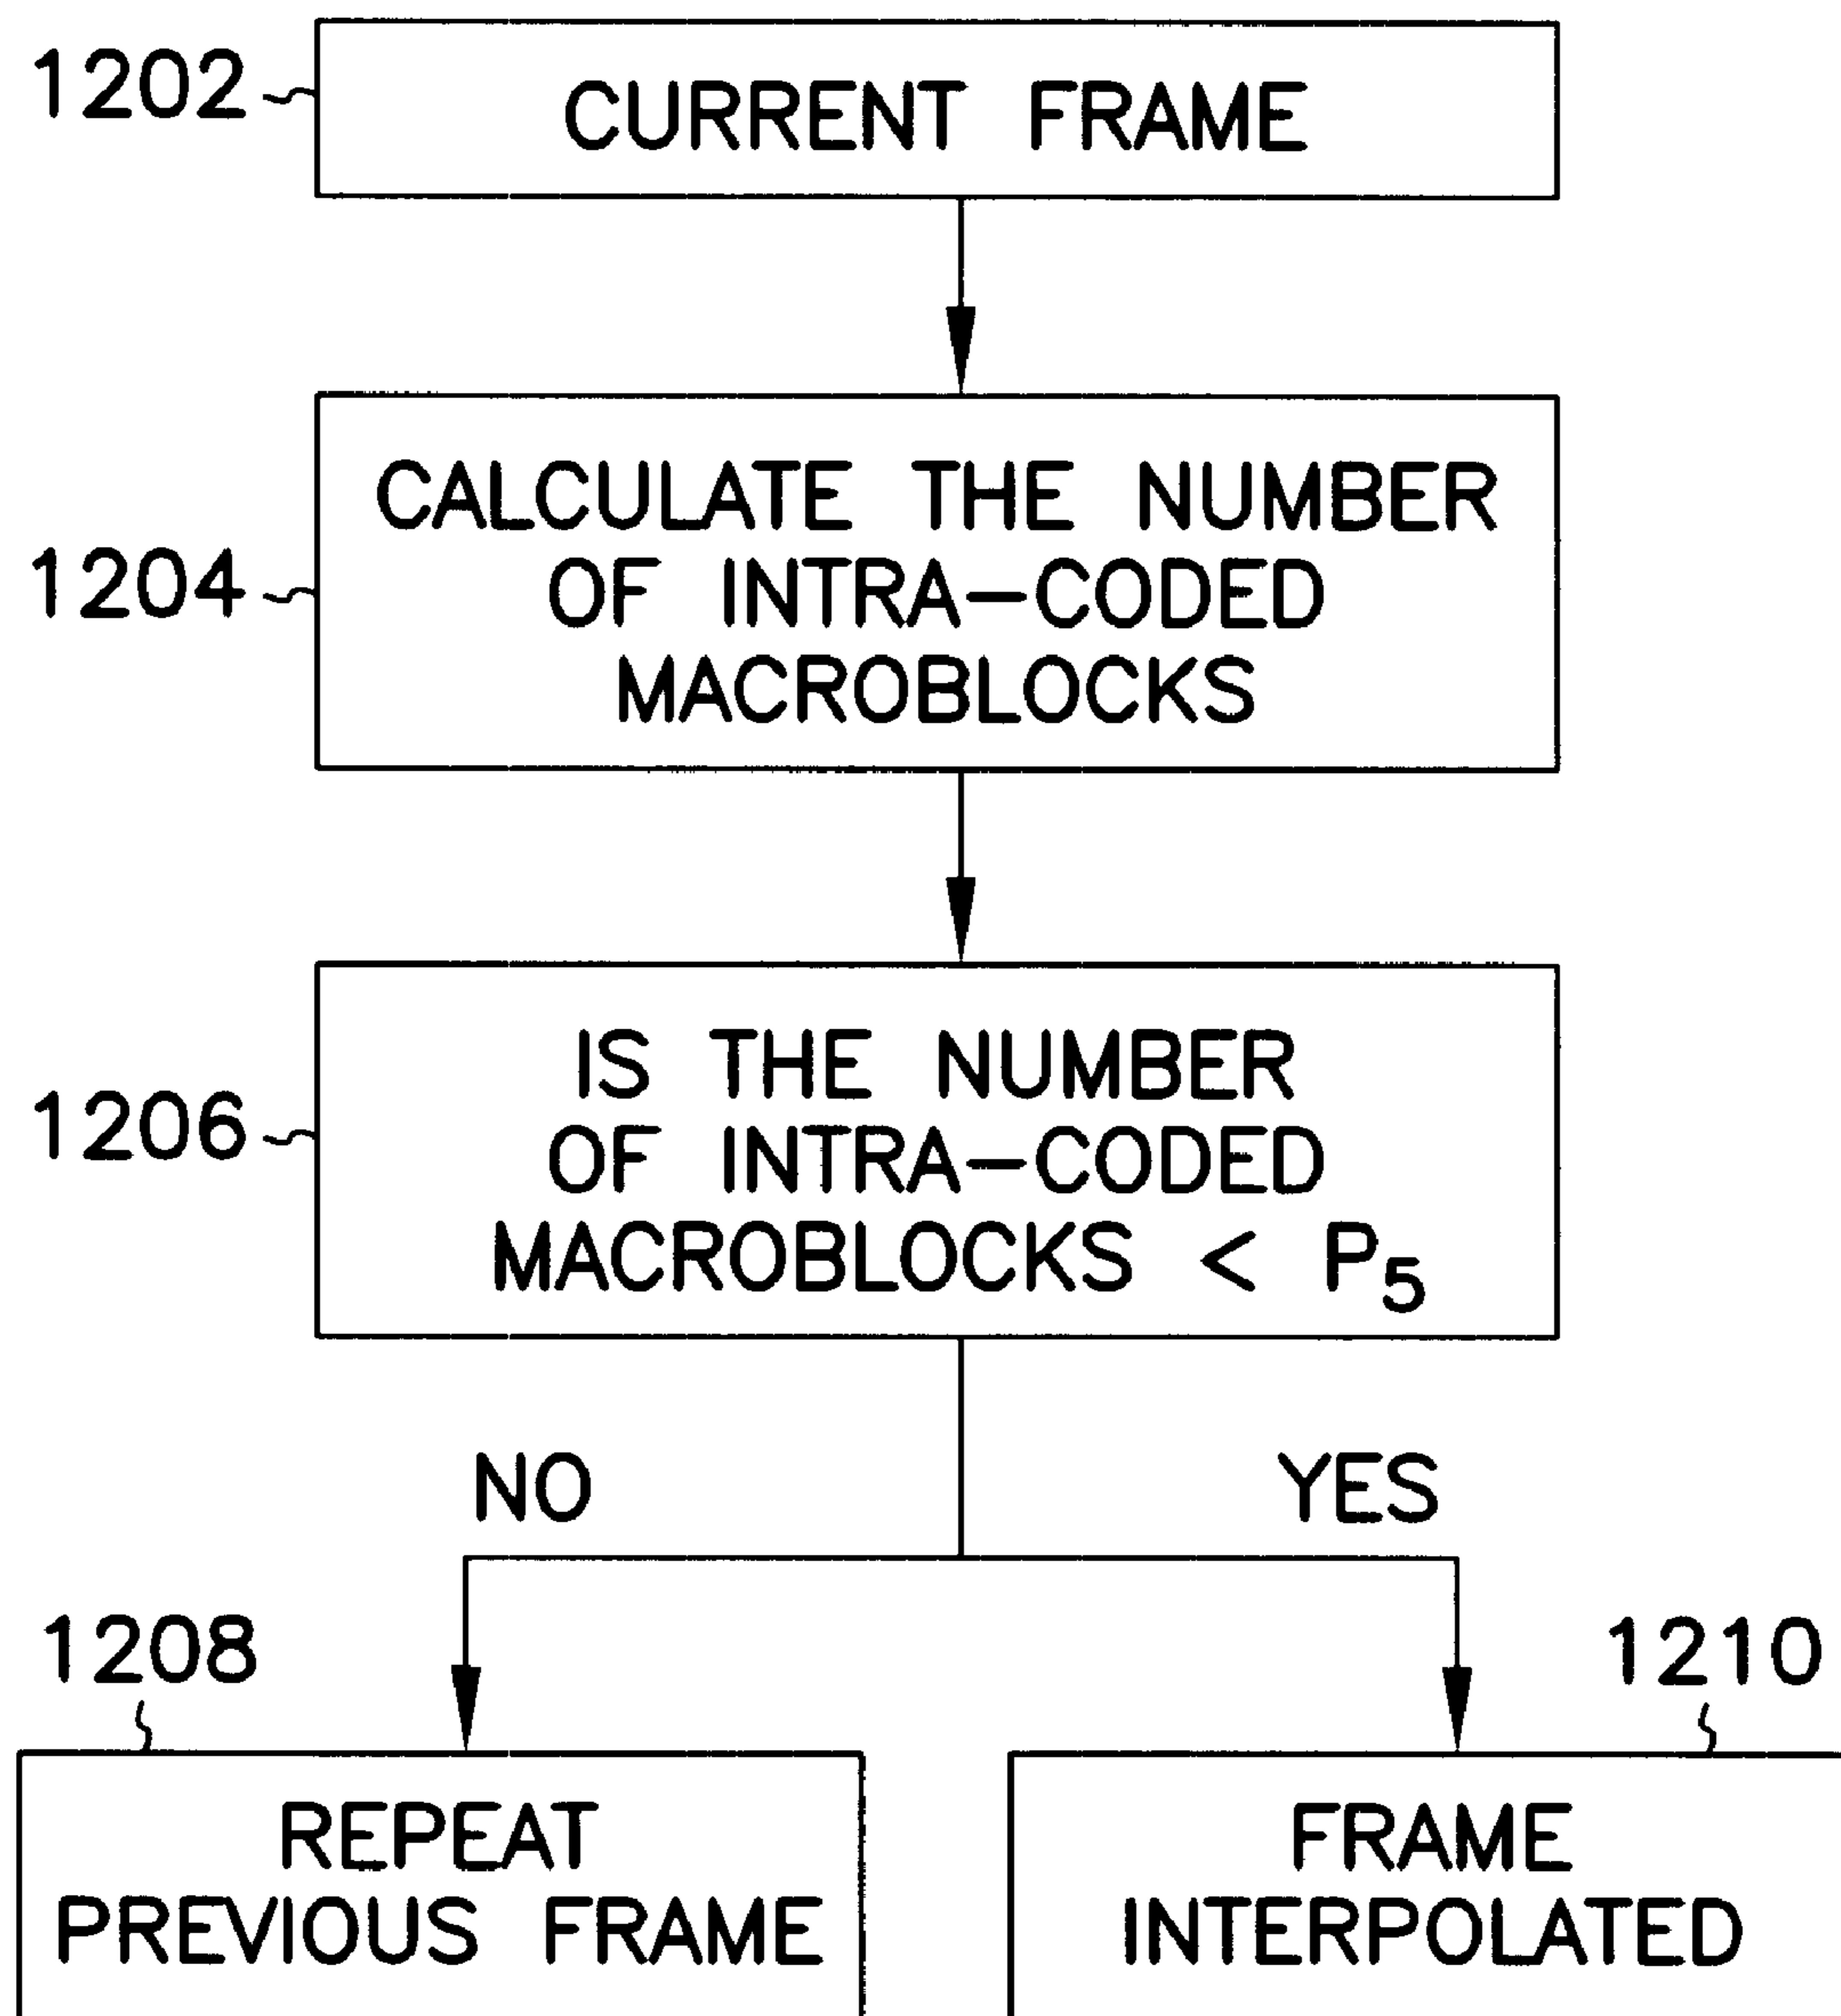 1202
CURRENT FRAME
CALCULATE THE NUMBER
1204
OF INTRA-CODED
MACROBLOCKS
IS THE NUMBER
1206
OF INTRA-CODED
MACROBLOCKS < P₅
NO
YES
1208
1210
REPEAT
PREVIOUS FRAME
FRAME
INTERPOLATED